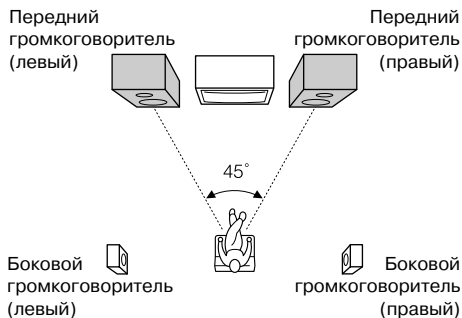 Передний
громкоговоритель
(левый)
Передний
громкоговоритель
(правый)
45°
Боковой
громкоговоритель
(левый)
Боковой
громкоговоритель
(правый)